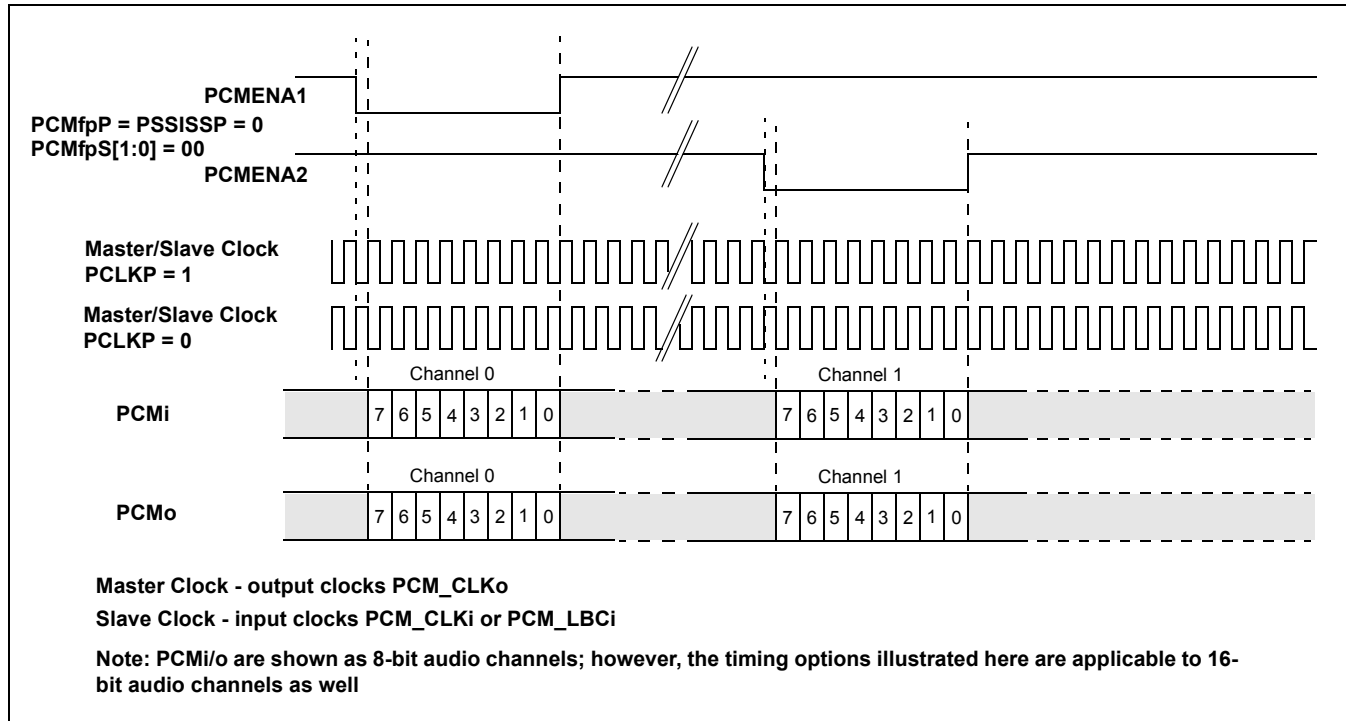 PCMENA1
PCMfpP = PSSISSP = 0
PCMfpS[1:0] = 00
PCMENA2
Master/Slave Clock
PCLKP = 1
Master/Slave Clock
PCLKP = 0
Channel 0
Channel 1
PCMi
7 6 5 4 3 2 1 0
7 6 5 4 3 2 1 0
Channel 0
Channel 1
PCMo
7 6 5 4 3 2 1 0
7 6 5 4 3 2 1 0
Master Clock - output clocks PCM_CLKo
Slave Clock - input clocks PCM_CLKi or PCM_LBCi
Note: PCMi/o are shown as 8-bit audio channels; however, the timing options illustrated here are applicable to 16-
bit audio channels as well